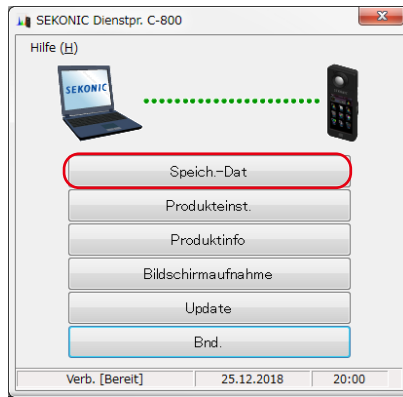 SEKONIC Dienstpr. C-800
Hilfe (H)
SEKONIC
Speich.-Dat
Produkteinst.
Produktinfo
Bildschirmaufnahme
Update
Bnd.
Verb. [Bereit] 25.12.2018 20:00